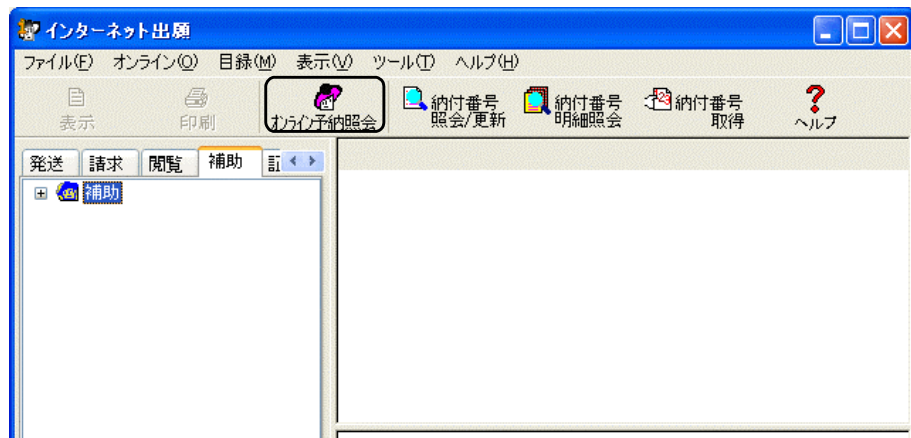 インターネット出願
ファイル(F) オンライン(O) 目録(M) 表示(V) ツール(T) ヘルプ(H)
表示 印刷 オンライン予納照会 納付番号 照会/更新 納付番号 明細照会 納付番号 取得 ヘルプ
発送 請求 閲覧 補助
補助